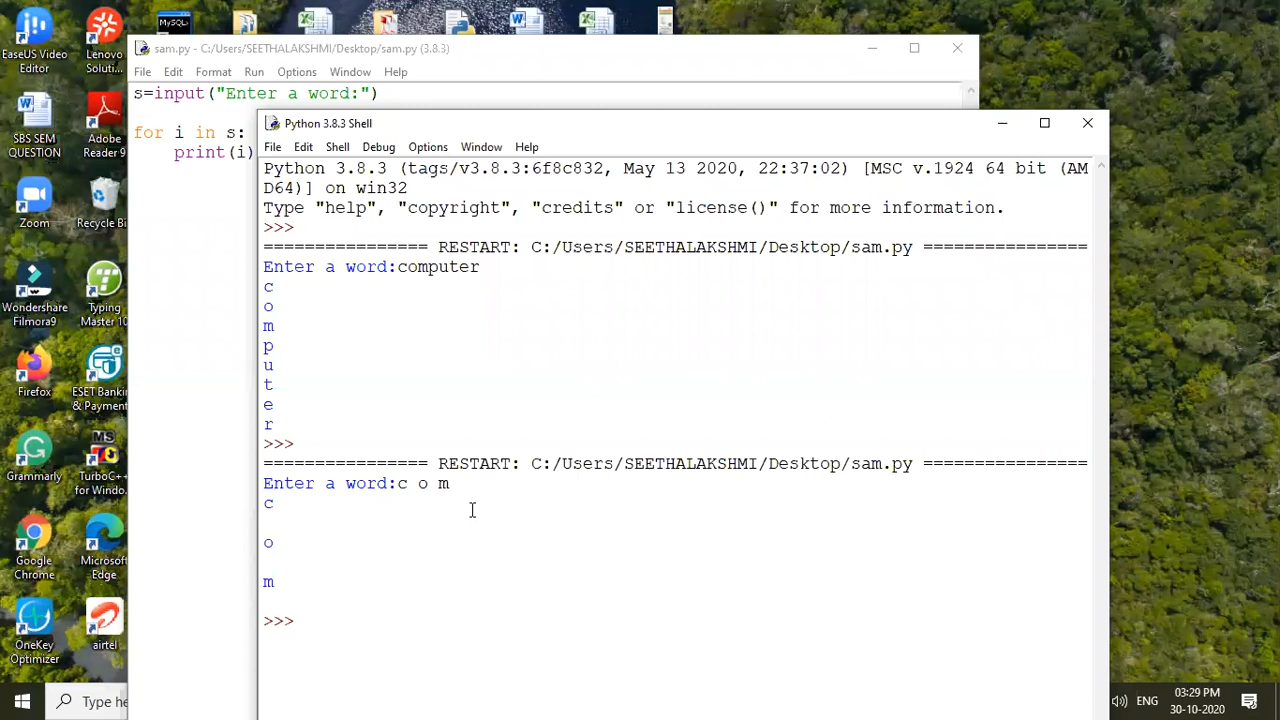 MySQL>
EaseUS Video
Editor
Lenovo
Soluti...
SBS SEM
QUESTION
Adobe
Reader 9
Zoom
Recycle Bi
Wondershare
Filmora9
Typing
Master 10
Firefox
ESET Bankin
& Payment
Grammarly
MS
TurboC++
for Windo...
Google
Chrome
Microsoft
Edge
OneKey
Optimizer
airtel
sam.py - C:/Users/SEETHALAKSHMI/Desktop/sam.py (3.8.3)
File Edit Format Run Options Window Help
s=input("Enter a word:")
for i in s:
print(i)
Python 3.8.3 Shell
File Edit Shell Debug Options Window Help
Python 3.8.3 (tags/v3.8.3:6f8c832, May 13 2020, 22:37:02) [MSC v.1924 64 bit (AM
D64)] on win32
Type "help", "copyright", "credits" or "license()" for more information.
>>>
================ RESTART: C:/Users/SEETHALAKSHMI/Desktop/sam.py ================
Enter a word:computer
c
o
m
p
u
t
e
r
>>>
================ RESTART: C:/Users/SEETHALAKSHMI/Desktop/sam.py ================
Enter a word:c o m
c
o
m
>>>
Type he
ENG
03:29 PM
30-10-2020